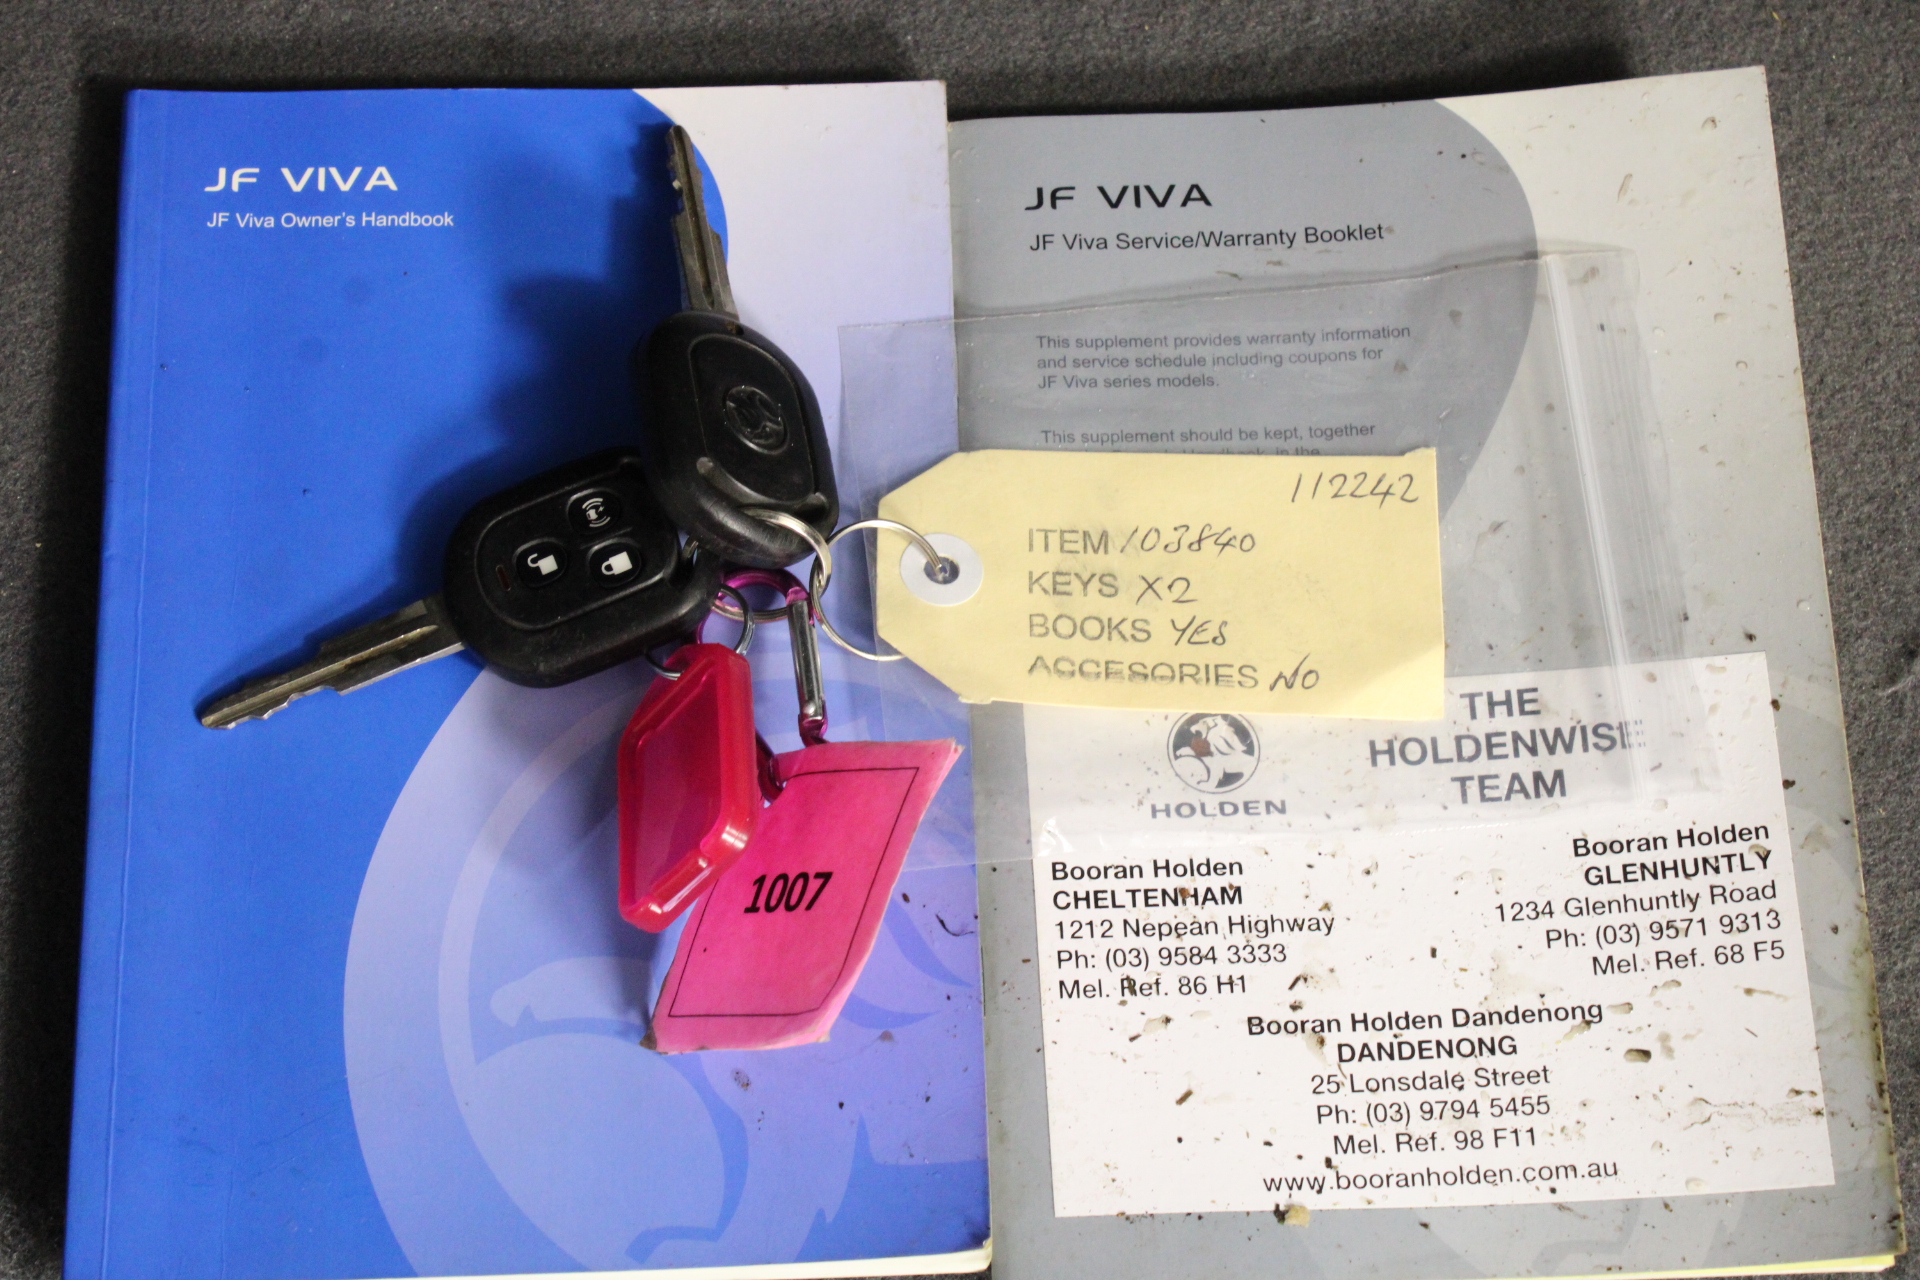 JF VIVA
JF Viva Owner's Handbook
JF VIVA
JF Viva Service/Warranty Booklet
This supplement provides warranty information
and service schedule including coupons for
JF Viva series models.
This supplement should be kept, together
in the
112242
ITEM 103840
KEYS X2
BOOKS YES
ACCESORIES NO
1007
HOLDEN
THE
HOLDENWISE
TEAM
Booran Holden
CHELTENHAM
1212 Nepean Highway
Ph: (03) 9584 3333
Mel. Ref. 86 H1
Booran Holden
GLENHUNTLY
1234 Glenhuntly Road
Ph: (03) 9571 9313
Mel. Ref. 68 F5
Booran Holden Dandenong
DANDENONG
25 Lonsdale Street
Ph: (03) 9794 5455
Mel. Ref. 98 F11
www.booranholden.com.au